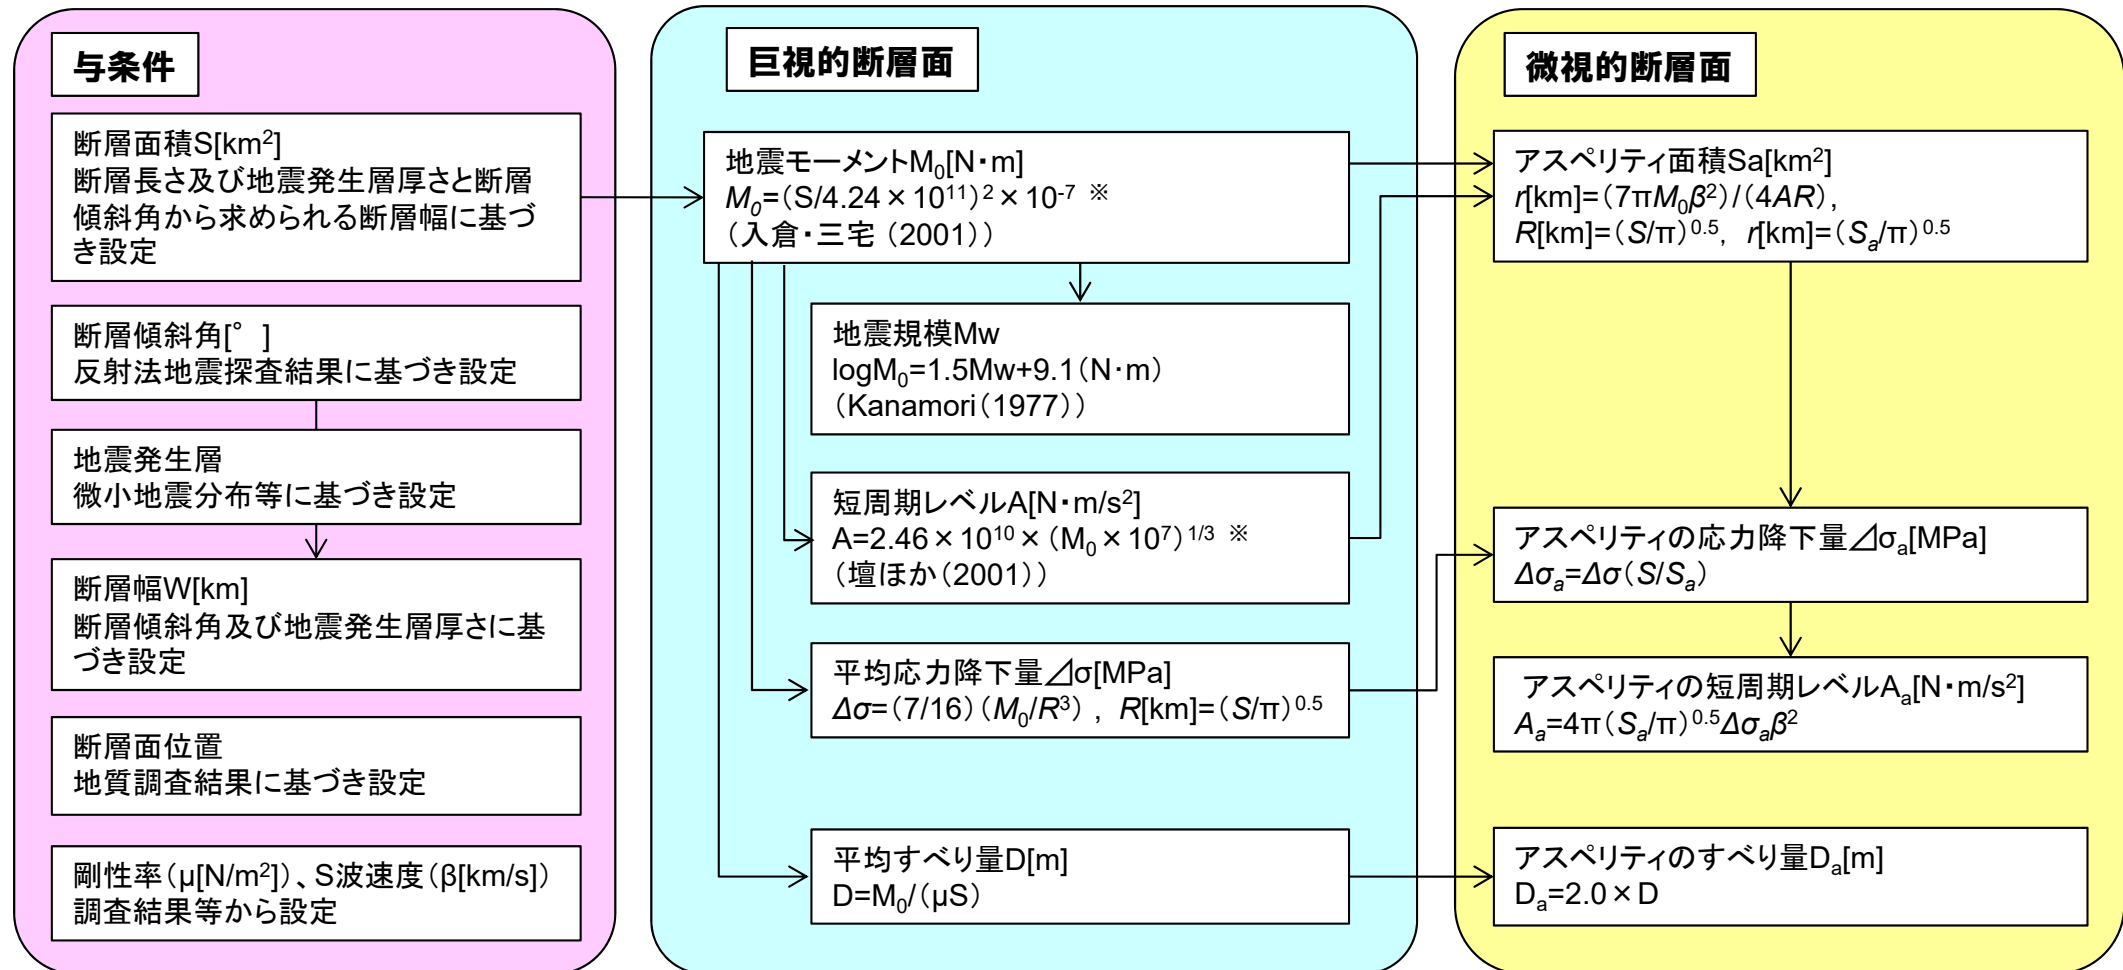 与条件
断層面積S[km²]
断層長さ及び地震発生層厚さと断層
傾斜角から求められる断層幅に基づ
き設定
断層傾斜角[°]
反射法地震探査結果に基づき設定
地震発生層
微小地震分布等に基づき設定
断層幅W[km]
断層傾斜角及び地震発生層厚さに基
づき設定
断層面位置
地質調査結果に基づき設定
剛性率(μ[N/m²])、S波速度(β[km/s])
調査結果等から設定
巨視的断層面
地震モーメントM₀[N・m]
M₀=(S/4.24×10¹¹)²×10⁻⁷ ※
(入倉・三宅(2001))
地震規模Mw
logM₀=1.5Mw+9.1(N・m)
(Kanamori(1977))
短周期レベルA[N・m/s²]
A=2.46×10¹⁰×(M₀×10⁷)^1/3 ※
(壇ほか(2001))
平均応力降下量⊿σ[MPa]
Δσ=(7/16)(M₀/R³), R[km]=(S/π)^0.5
平均すべり量D[m]
D=M₀/(μS)
微視的断層面
アスペリティ面積Sa[km²]
r[km]=(7πM₀β²)/(4AR),
R[km]=(S/π)^0.5, r[km]=(Sₐ/π)^0.5
アスペリティの応力降下量⊿σₐ[MPa]
Δσₐ=Δσ(S/Sₐ)
アスペリティの短周期レベルAₐ[N・m/s²]
Aₐ=4π(Sₐ/π)^0.5Δσₐβ²
アスペリティのすべり量Dₐ[m]
Dₐ=2.0×D